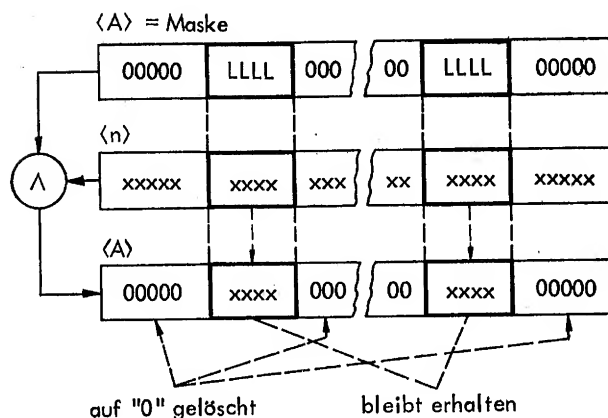 ⟨A⟩ = Maske
00000 LLLL 000 00 LLLL 00000
⟨n⟩
∧ xxxxx xxxx xxx xx xxxx xxxxx
⟨A⟩
00000 xxxx 000 00 xxxx 00000
auf "0" gelöscht bleibt erhalten